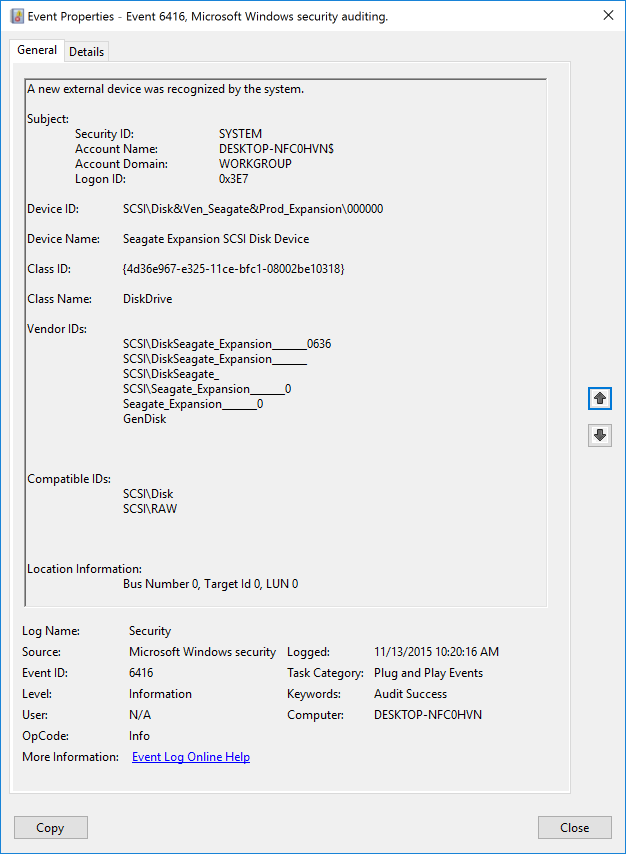 Event Properties - Event 6416, Microsoft Windows security auditing.
General Details
A new external device was recognized by the system.
Subject:
Security ID: SYSTEM
Account Name: DESKTOP-NFC0HVN$
Account Domain: WORKGROUP
Logon ID: 0x3E7
Device ID: SCSI\Disk&Ven_Seagate&Prod_Expansion\000000
Device Name: Seagate Expansion SCSI Disk Device
Class ID: {4d36e967-e325-11ce-bfc1-08002be10318}
Class Name: DiskDrive
Vendor IDs:
SCSI\DiskSeagate_Expansion_______0636
SCSI\DiskSeagate_Expansion_______
SCSI\DiskSeagate_
SCSI\Seagate_Expansion_______0
Seagate_Expansion_______0
GenDisk
Compatible IDs:
SCSI\Disk
SCSI\RAW
Location Information:
Bus Number 0, Target Id 0, LUN 0
Log Name: Security
Source: Microsoft Windows security Logged: 11/13/2015 10:20:16 AM
Event ID: 6416 Task Category: Plug and Play Events
Level: Information Keywords: Audit Success
User: N/A Computer: DESKTOP-NFC0HVN
OpCode: Info
More Information: Event Log Online Help
Copy Close